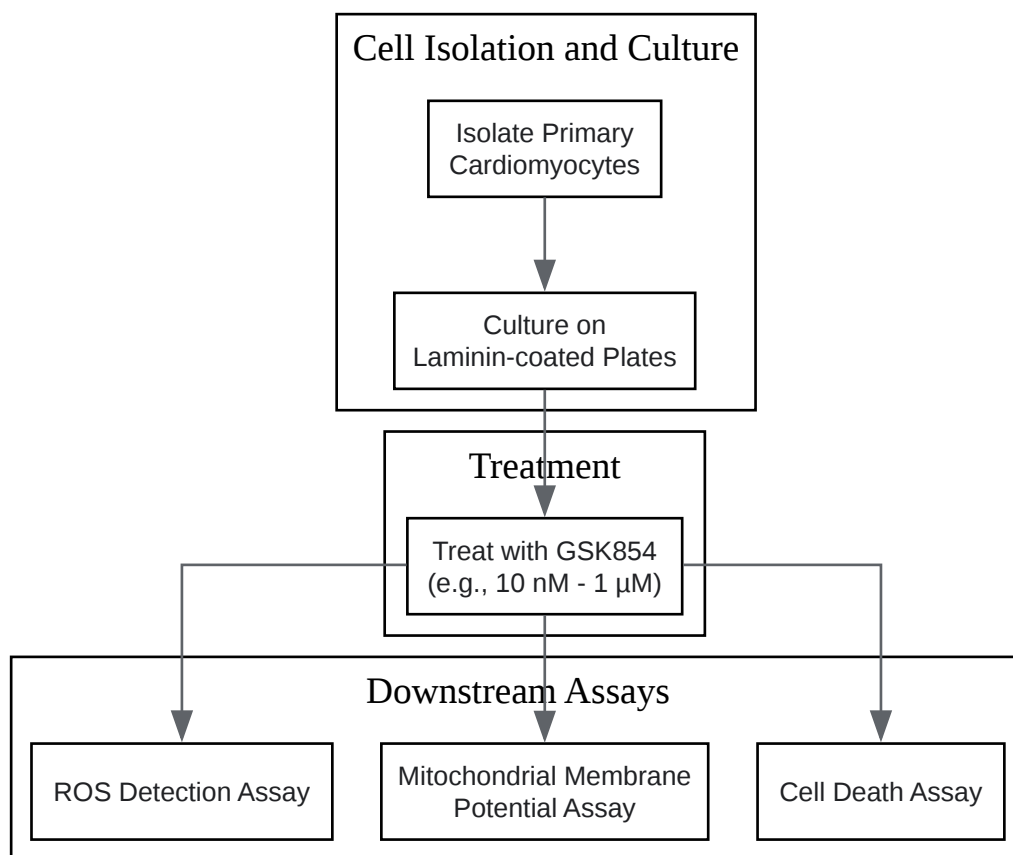 Cell Isolation and Culture
Isolate Primary
Cardiomyocytes
Culture on
Laminin-coated Plates
Treatment
Treat with GSK854
(e.g., 10 nM - 1 µM)
Downstream Assays
ROS Detection Assay
Mitochondrial Membrane
Potential Assay
Cell Death Assay